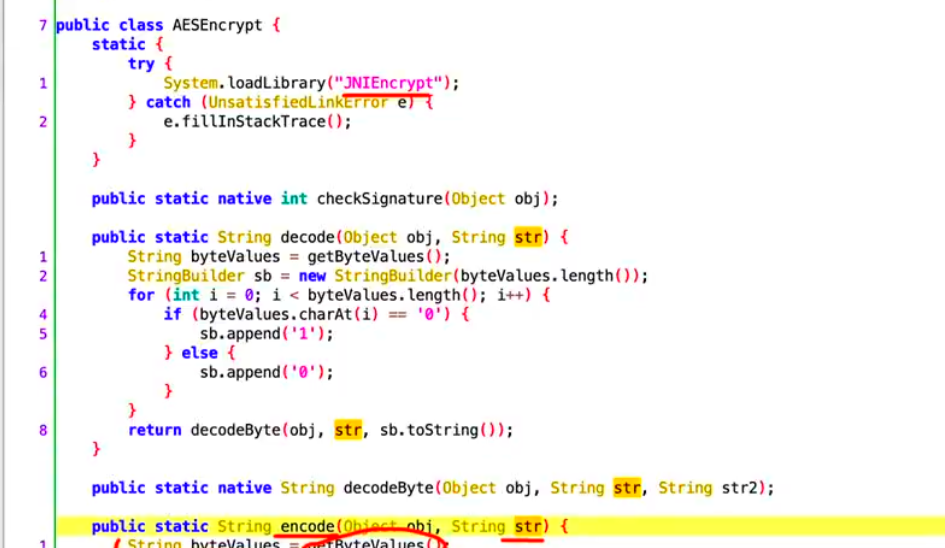 7 public class AESEncrypt {
static {
try {
1 System.loadLibrary("JNIEncrypt");
} catch (UnsatisfiedLinkError e) {
2 e.fillInStackTrace();
}
}
public static native int checkSignature(Object obj);
public static String decode(Object obj, String str) {
1 String byteValues = getByteValues();
2 StringBuilder sb = new StringBuilder(byteValues.length());
for (int i = 0; i < byteValues.length(); i++) {
4 if (byteValues.charAt(i) == '0') {
5 sb.append('1');
} else {
6 sb.append('0');
}
}
8 return decodeByte(obj, str, sb.toString());
}
public static native String decodeByte(Object obj, String str, String str2);
public static String encode(Object obj, String str) {
1 String byteValues = getByteValues()